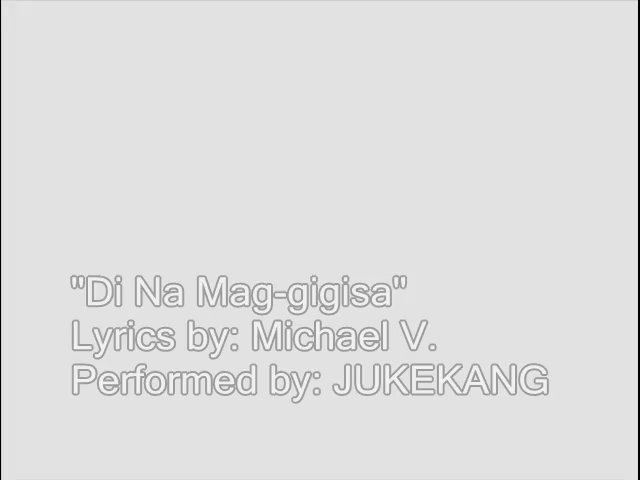 "Di Na Mag-gigisa"
Lyrics by: Michael V.
Performed by: JUKEKANG